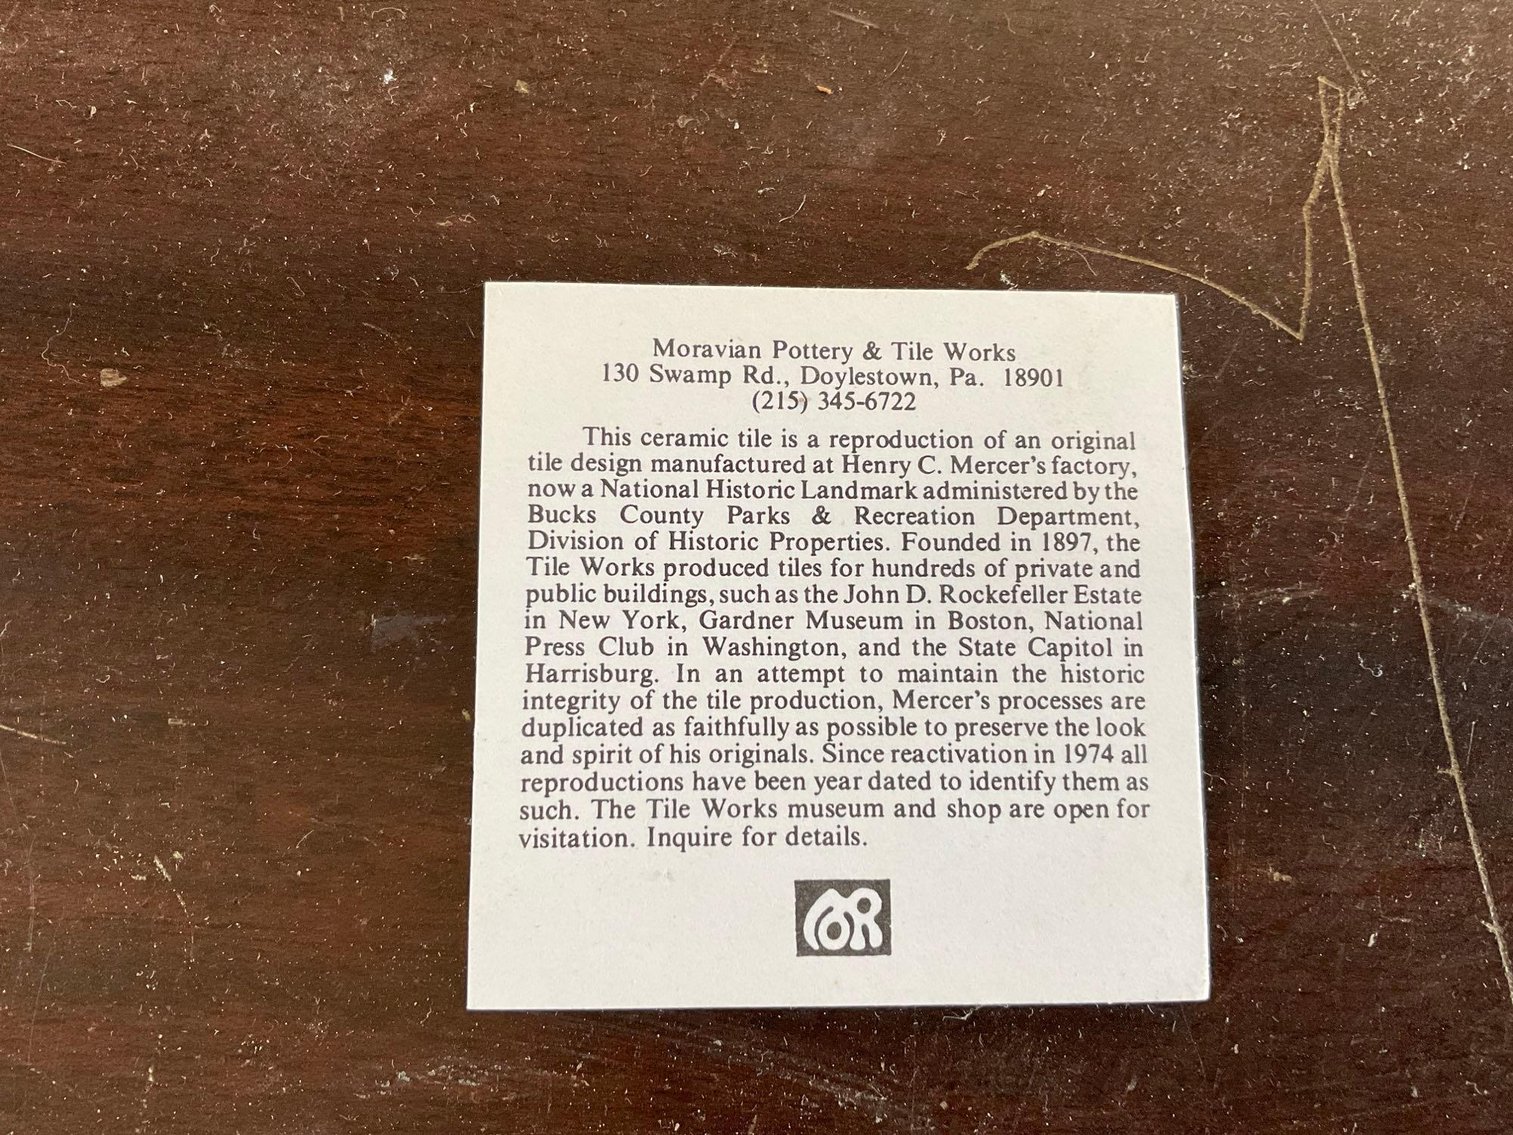 Moravian Pottery & Tile Works
130 Swamp Rd., Doylestown, Pa. 18901
(215) 345-6722
This ceramic tile is a reproduction of an original
tile design manufactured at Henry C. Mercer's factory,
now a National Historic Landmark administered by the
Bucks County Parks & Recreation Department,
Division of Historic Properties. Founded in 1897, the
Tile Works produced tiles for hundreds of private and
public buildings, such as the John D. Rockefeller Estate
in New York, Gardner Museum in Boston, National
Press Club in Washington, and the State Capitol in
Harrisburg. In an attempt to maintain the historic
integrity of the tile production, Mercer's processes are
duplicated as faithfully as possible to preserve the look
and spirit of his originals. Since reactivation in 1974 all
reproductions have been year dated to identify them as
such. The Tile Works museum and shop are open for
visitation. Inquire for details.